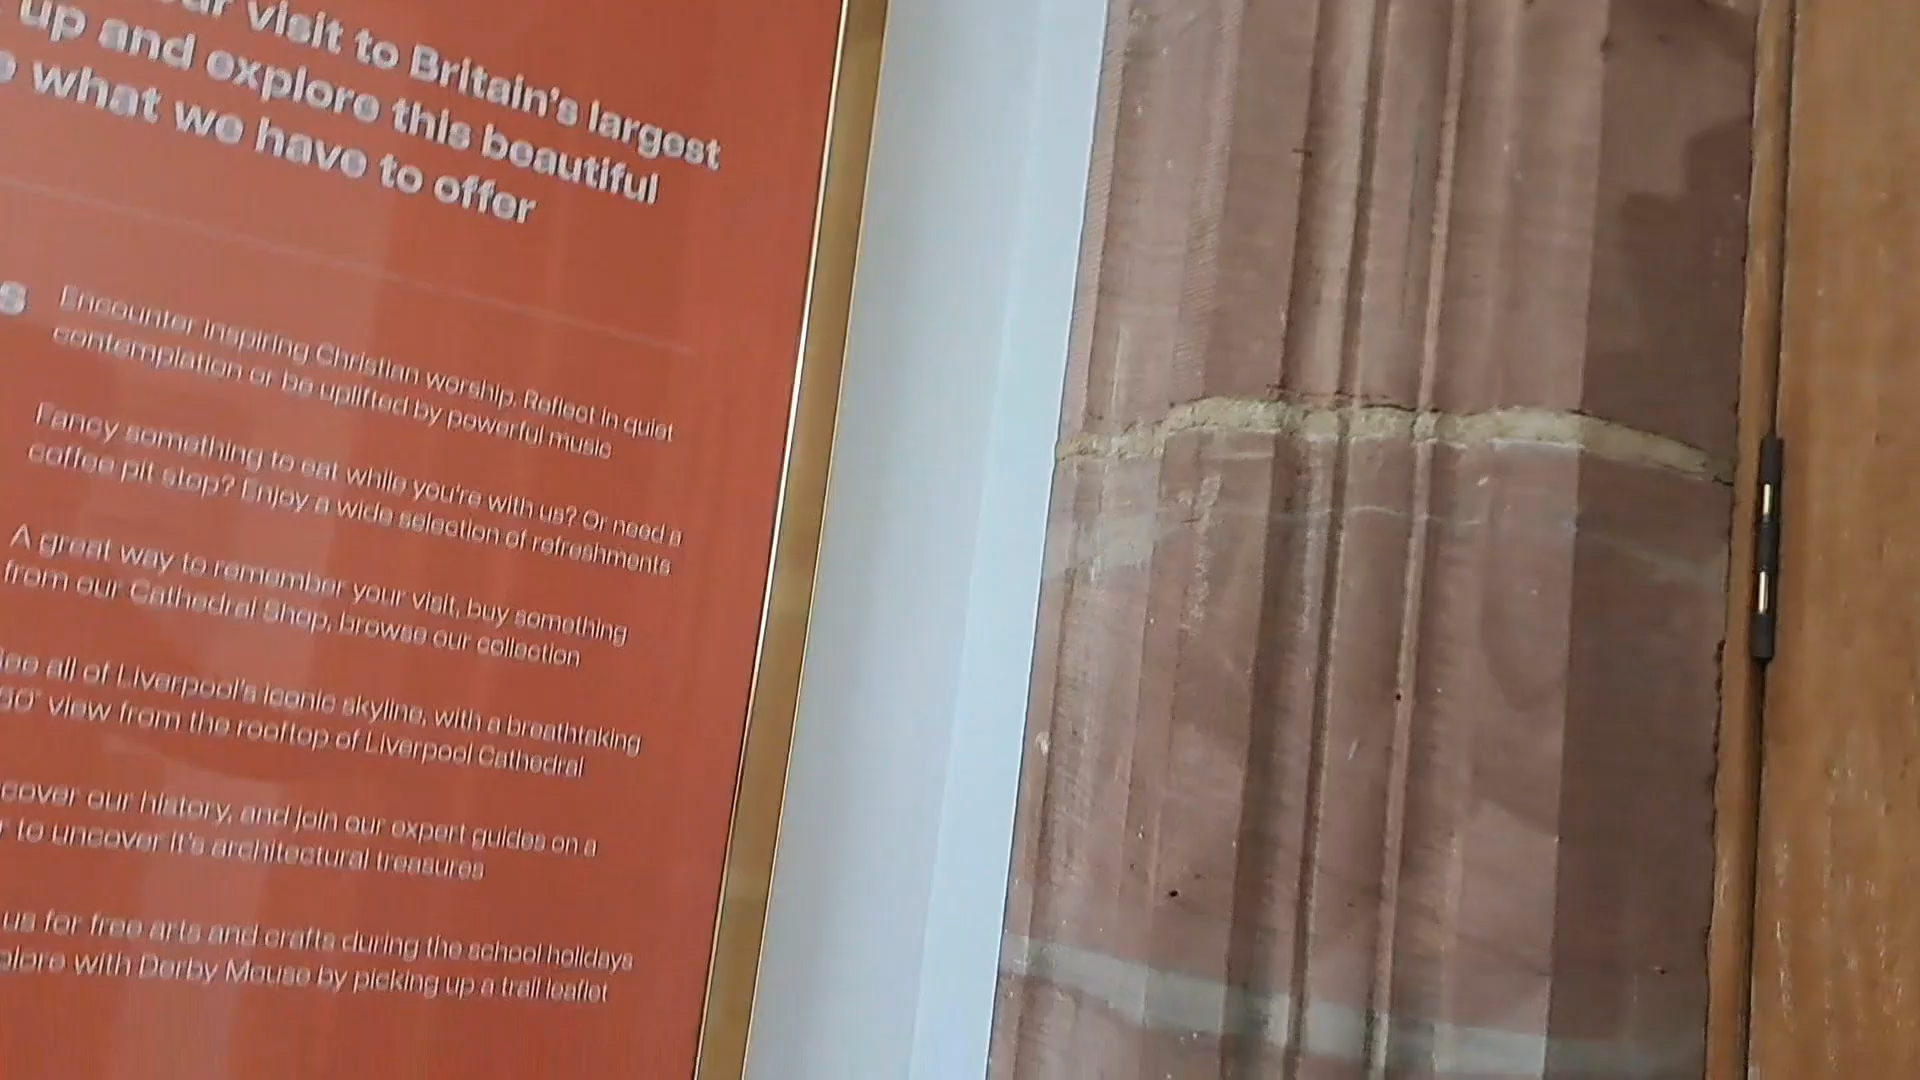 visit to Britain's largest
up and explore this beautiful
what we have to offer
s
Encounter inspiring Christian worship. Reflect in quiet
contemplation or be uplifted by powerful music
Fancy something to eat while you're with us? Or need a
coffee pit stop? Enjoy a wide selection of refreshments
A great way to remember your visit, buy something
from our Cathedral Shop, browse our collection
all of Liverpool's iconic skyline, with a breathtaking
view from the rooftop of Liverpool Cathedral
cover our history, and join our expert guides on a
to uncover it's architectural treasures
us for free arts and crafts during the school holidays
plore with Derby Mouse by picking up a trail leaflet